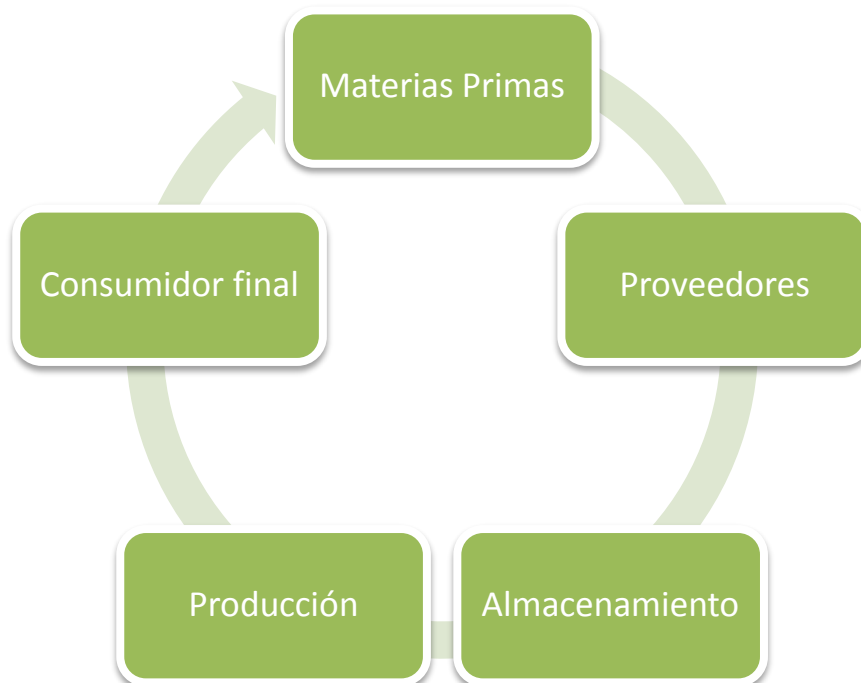 Materias Primas
Proveedores
Almacenamiento
Producción
Consumidor final